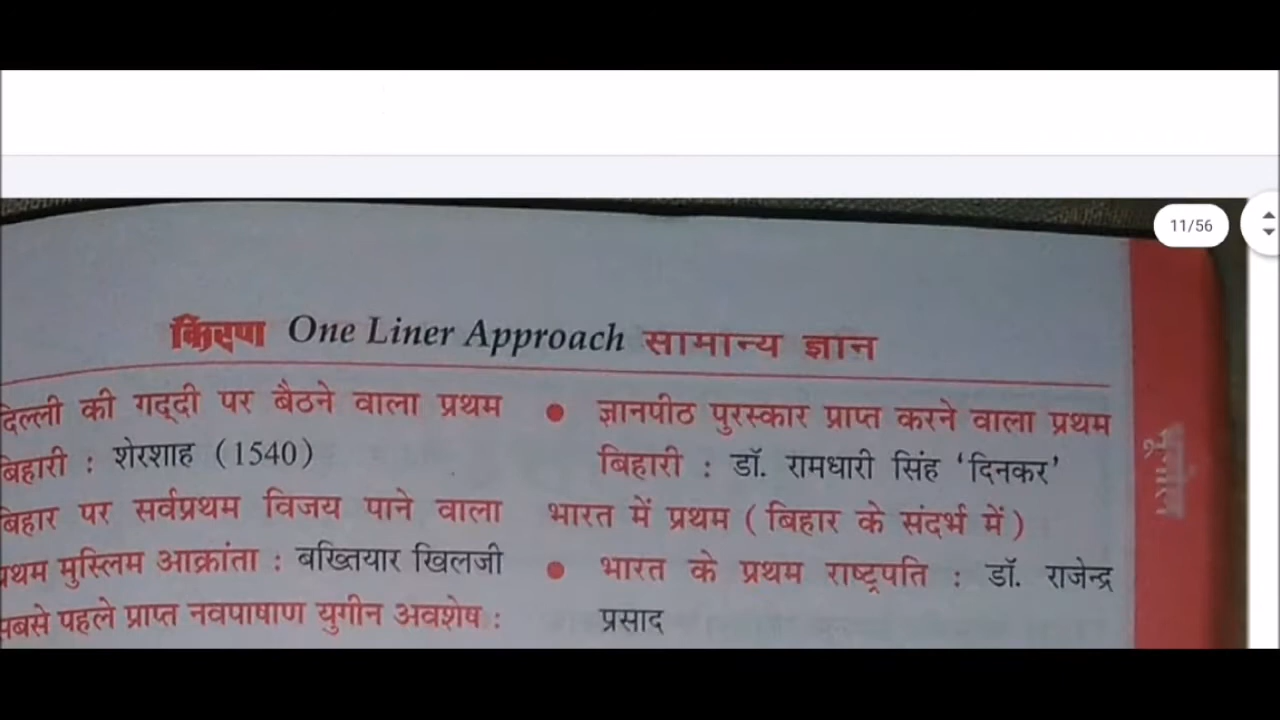 11/56
किरण One Liner Approach सामान्य ज्ञान
दिल्ली की गद्दी पर बैठने वाला प्रथम
बिहारी : शेरशाह (1540)
बिहार पर सर्वप्रथम विजय पाने वाला
प्रथम मुस्लिम आक्रांता : बख्तियार खिलजी
सबसे पहले प्राप्त नवपाषाण युगीन अवशेष :
● ज्ञानपीठ पुरस्कार प्राप्त करने वाला प्रथम
बिहारी : डॉ. रामधारी सिंह ‘दिनकर’
भारत में प्रथम ( बिहार के संदर्भ में )
● भारत के प्रथम राष्ट्रपति : डॉ. राजेन्द्र
प्रसाद
भूगोल